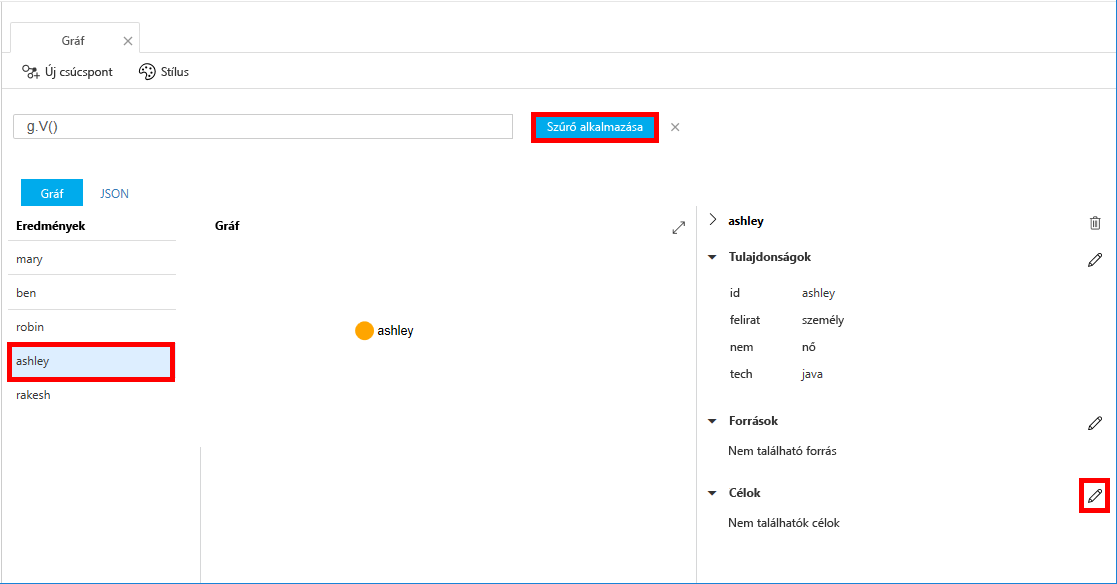 Gráf
Új csúcspont Stílus
g.V() Szűrő alkalmazása
Gráf JSON
Eredmények
mary
ben
robin
ashley
rakesh
Gráf
ashley
ashley
Tulajdonságok
id ashley
felirat személy
nem nő
tech java
Források
Nem található forrás
Célok
Nem találhatók célok